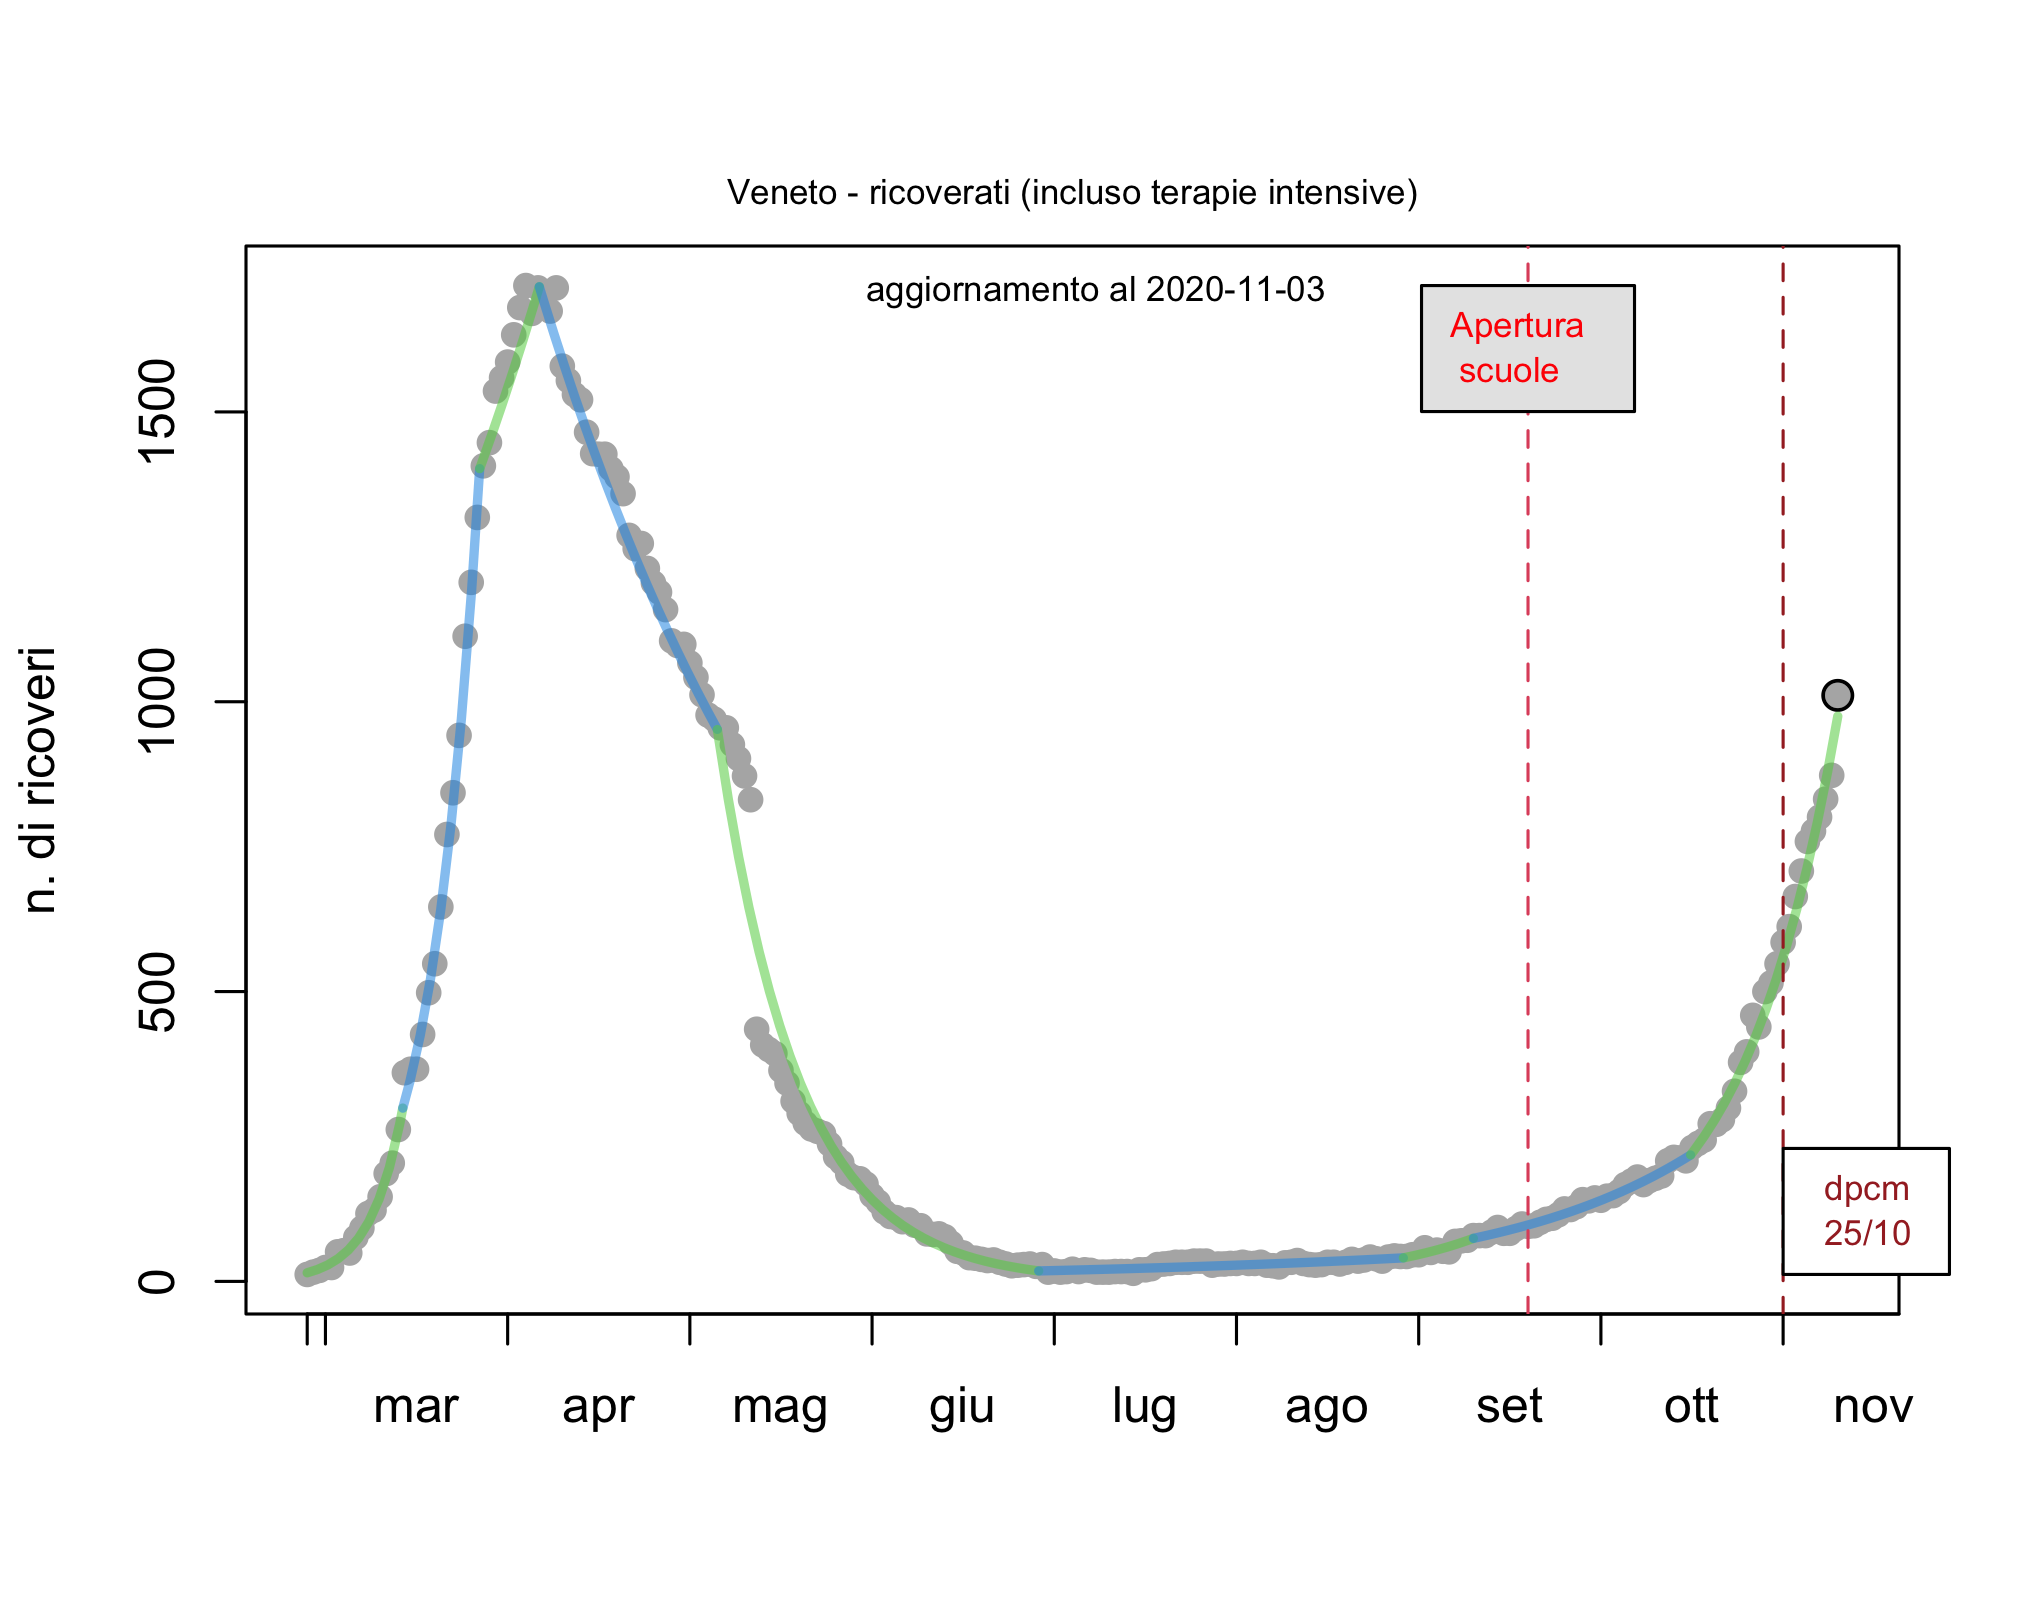 Veneto - ricoverati (incluso terapie intensive)
aggiornamento al 2020-11-03
Apertura
scuole
n. di ricoveri
1500
1000
500
0
dpcm
25/10
mar apr mag giu lug ago set ott nov